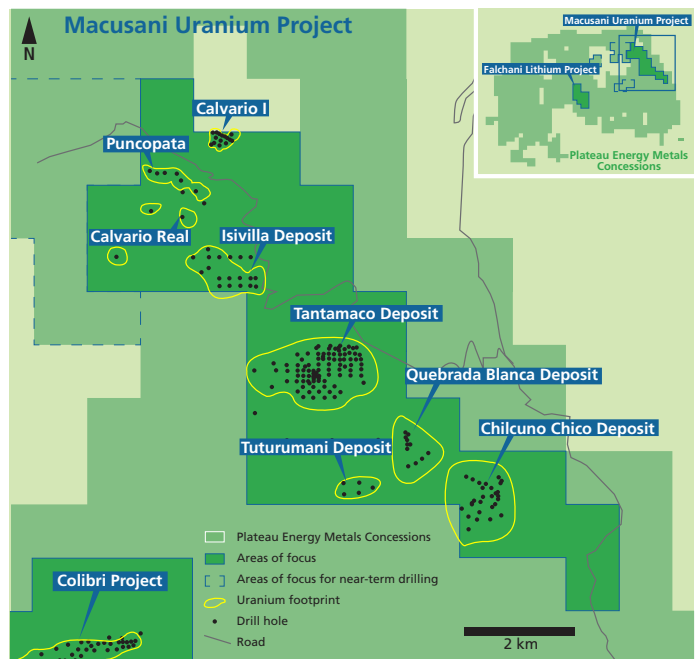 Macusani Uranium Project
N
Macusani Uranium Project
Falchani Lithium Project
Plateau Energy Metals
Concessions
Calvario I
Puncopata
Calvario Real
Isivilla Deposit
Tantamaco Deposit
Quebrada Blanca Deposit
Chilcuno Chico Deposit
Tuturumani Deposit
Colibri Project
Plateau Energy Metals Concessions
Areas of focus
Areas of focus for near-term drilling
Uranium footprint
Drill hole
Road
2 km